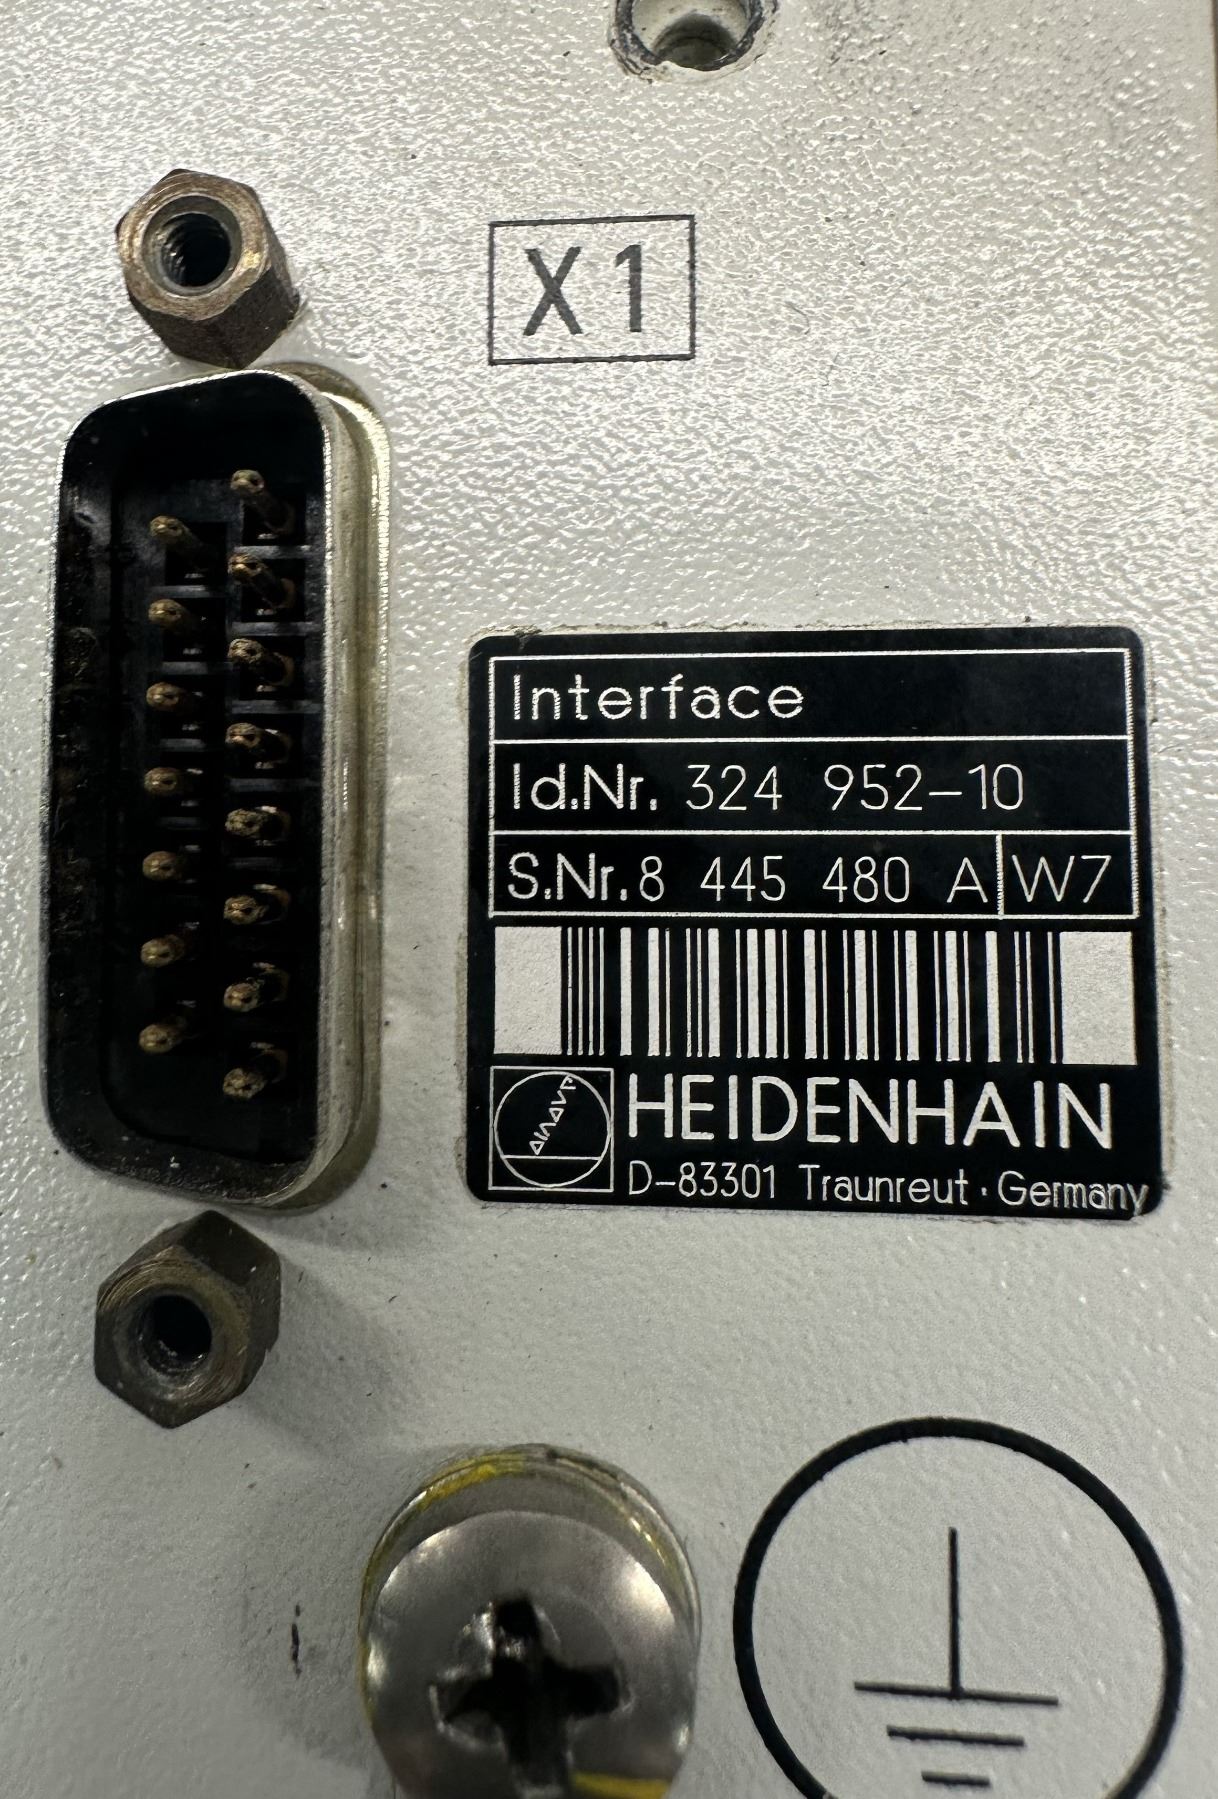 X1
Interface
Id.Nr. 324 952-10
S.Nr. 8 445 480 A W7
HEIDENHAIN
D-83301 Traunreut · Germany